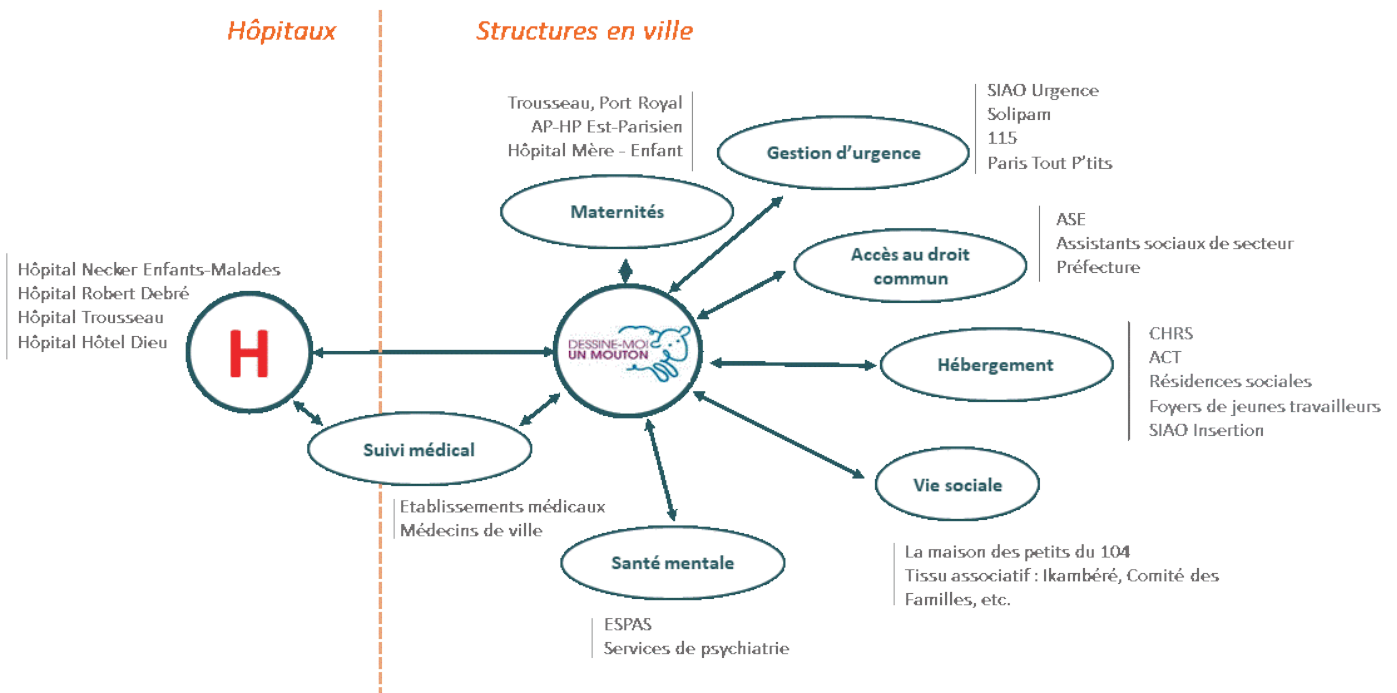 Hôpitaux
Structures en ville
Trousseau, Port Royal
AP-HP Est-Parisien
Hôpital Mère - Enfant
Maternités
Gestion d'urgence
SIAO Urgence
Solipam
115
Paris Tout P'tits
Accès au droit
commun
ASE
Assistants sociaux de secteur
Préfecture
Hôpital Necker Enfants-Malades
Hôpital Robert Debré
Hôpital Trousseau
Hôpital Hôtel Dieu
H
DESSINE-MOI
UN MOUTON
Hébergement
CHRS
ACT
Résidences sociales
Foyers de jeunes travailleurs
SIAO Insertion
Suivi médical
Etablissements médicaux
Médecins de ville
Vie sociale
La maison des petits du 104
Tissu associatif : Ikambéré, Comité des
Familles, etc.
Santé mentale
ESPAS
Services de psychiatrie